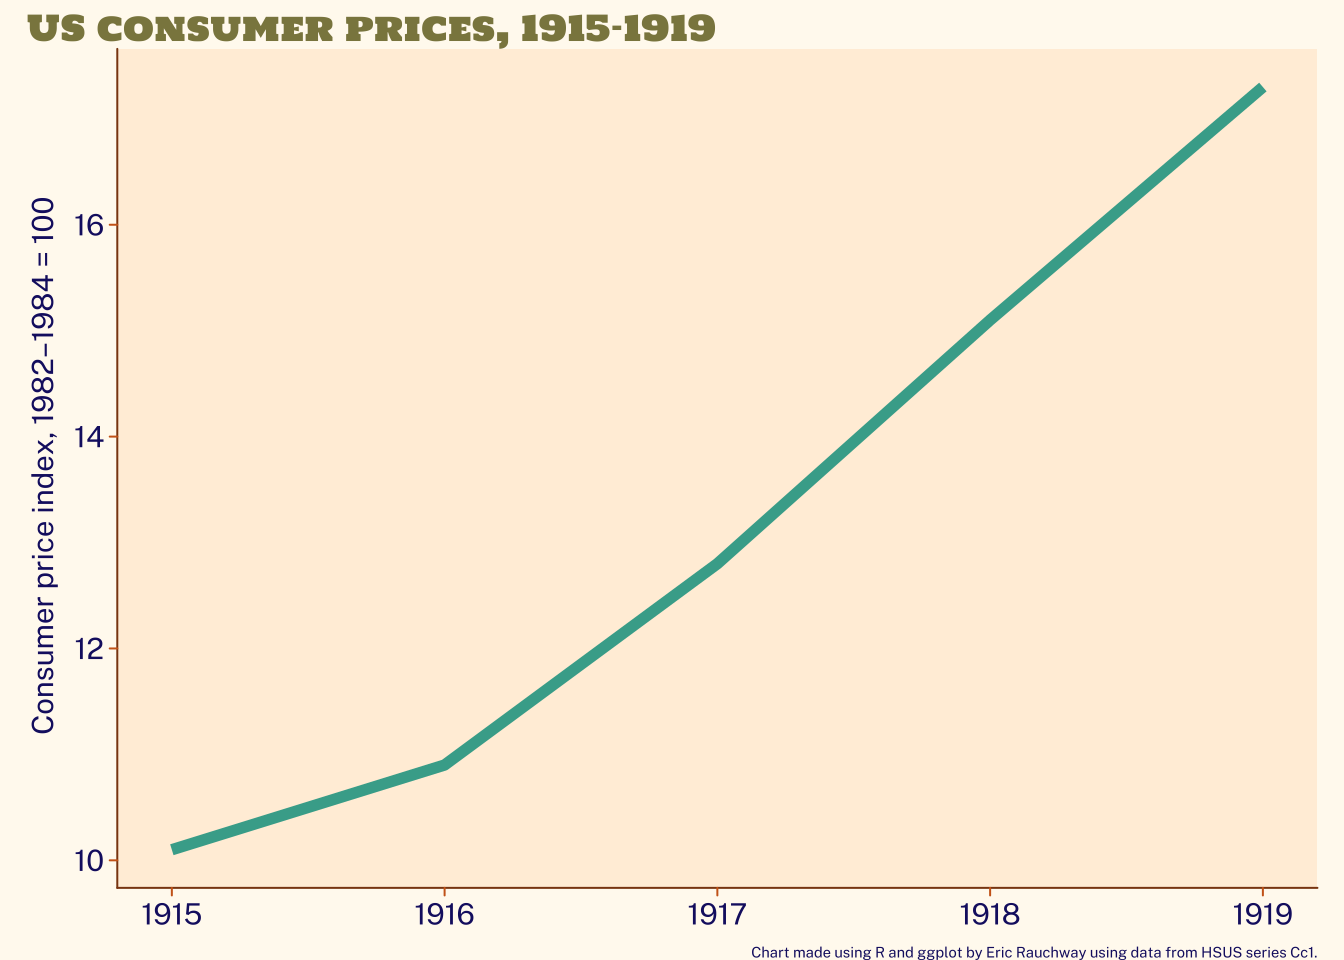 US CONSUMER PRICES, 1915-1919
Consumer price index, 1982–1984 = 100
16
14
12
10
1915 1916 1917 1918 1919
Chart made using R and ggplot by Eric Rauchway using data from HSUS series Cc1.